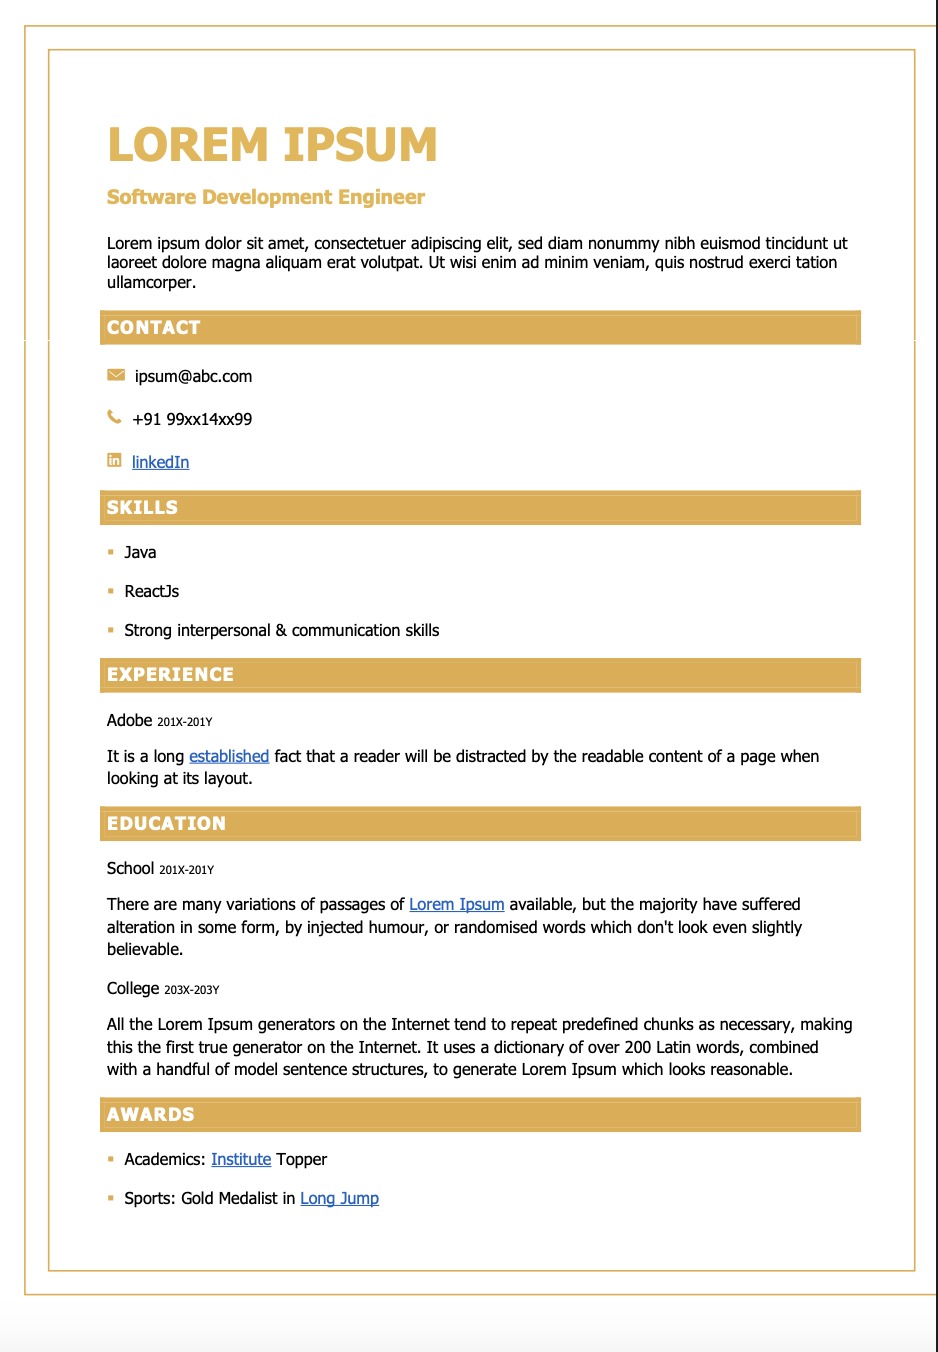 LOREM IPSUM
Software Development Engineer
Lorem ipsum dolor sit amet, consectetuer adipiscing elit, sed diam nonummy nibh euismod tincidunt ut
laoreet dolore magna aliquam erat volutpat. Ut wisi enim ad minim veniam, quis nostrud exerci tation
ullamcorper.
CONTACT
ipsum@abc.com
+91 99xx14xx99
linkedIn
SKILLS
Java
ReactJs
Strong interpersonal & communication skills
EXPERIENCE
Adobe 201X-201Y
It is a long established fact that a reader will be distracted by the readable content of a page when
looking at its layout.
EDUCATION
School 201X-201Y
There are many variations of passages of Lorem Ipsum available, but the majority have suffered
alteration in some form, by injected humour, or randomised words which don't look even slightly
believable.
College 203X-203Y
All the Lorem Ipsum generators on the Internet tend to repeat predefined chunks as necessary, making
this the first true generator on the Internet. It uses a dictionary of over 200 Latin words, combined
with a handful of model sentence structures, to generate Lorem Ipsum which looks reasonable.
AWARDS
Academics: Institute Topper
Sports: Gold Medalist in Long Jump